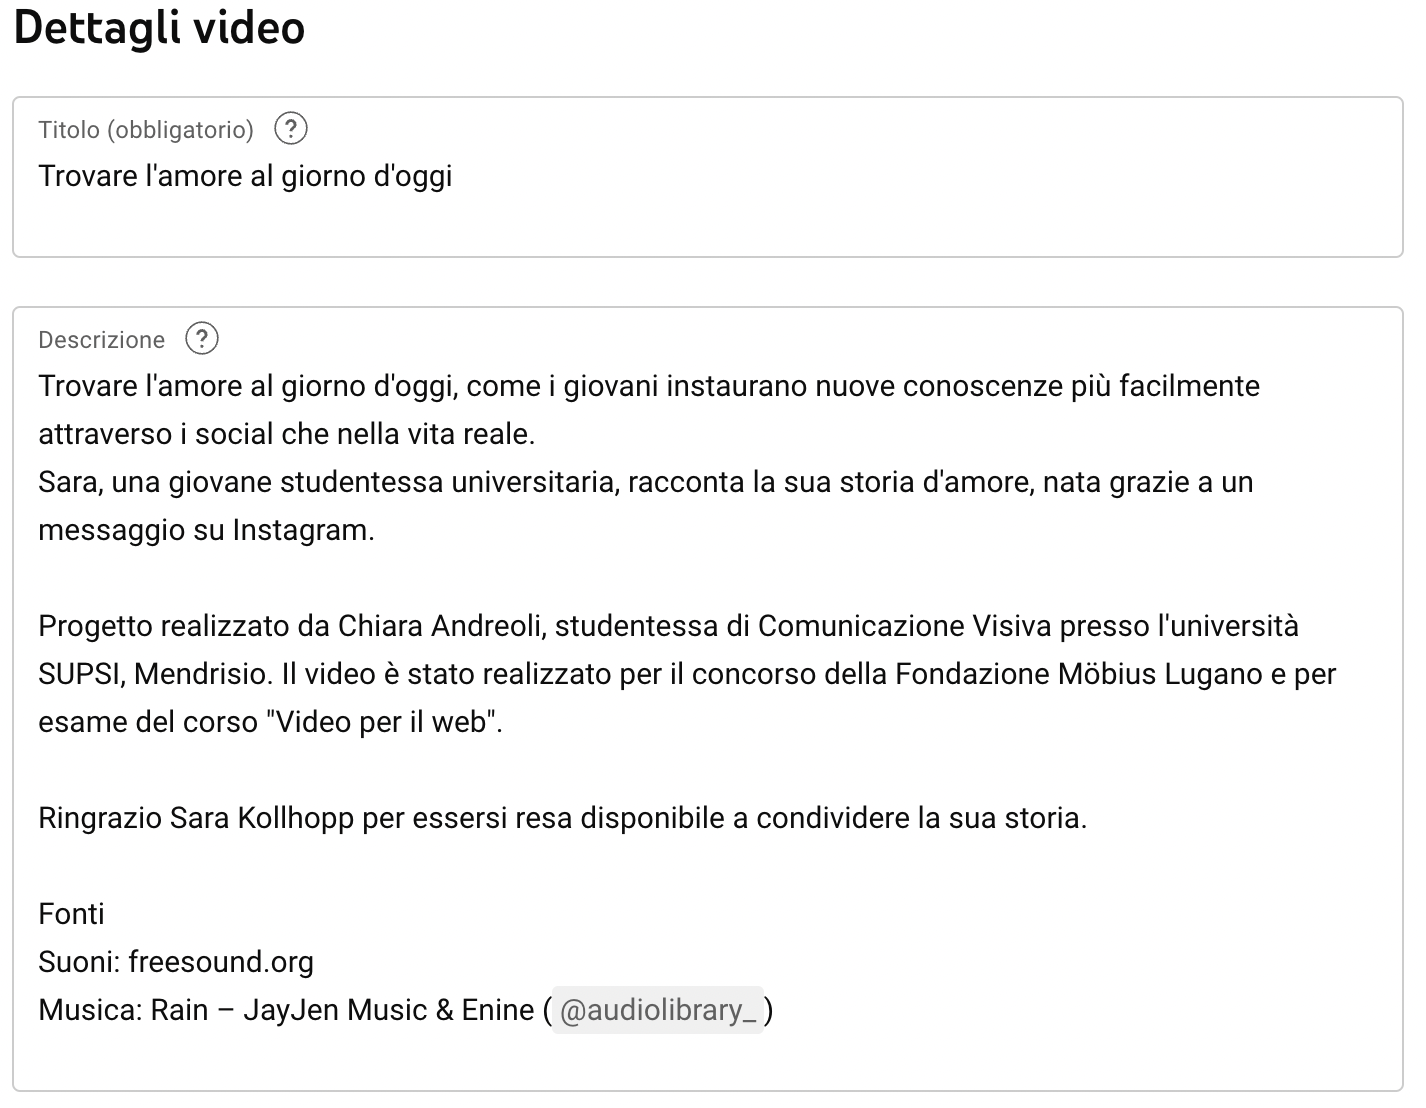 Dettagli video
Titolo (obbligatorio) ?
Trovare l'amore al giorno d'oggi
Descrizione ?
Trovare l'amore al giorno d'oggi, come i giovani instaurano nuove conoscenze più facilmente
attraverso i social che nella vita reale.
Sara, una giovane studentessa universitaria, racconta la sua storia d'amore, nata grazie a un
messaggio su Instagram.
Progetto realizzato da Chiara Andreoli, studentessa di Comunicazione Visiva presso l'università
SUPSI, Mendrisio. Il video è stato realizzato per il concorso della Fondazione Möbius Lugano e per
esame del corso "Video per il web".
Ringrazio Sara Kollhopp per essersi resa disponibile a condividere la sua storia.
Fonti
Suoni: freesound.org
Musica: Rain – JayJen Music & Enine (@audiolibrary_)